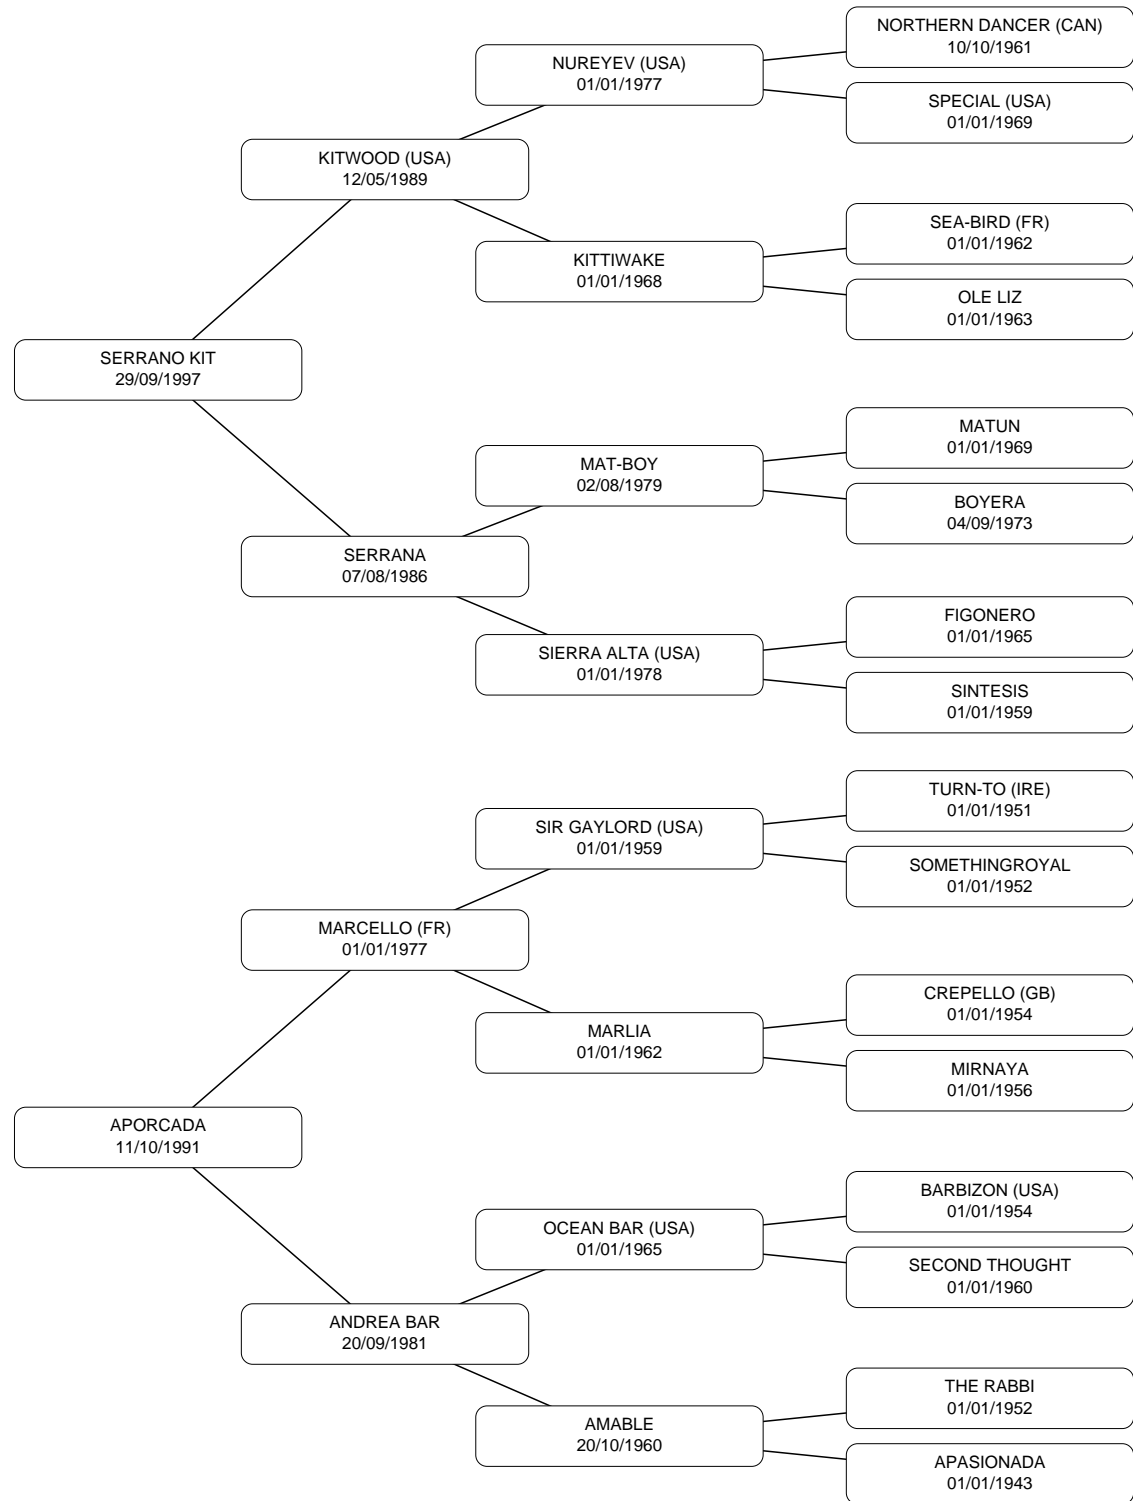 NORTHERN DANCER (CAN)
10/10/1961
NUREYEV (USA)
01/01/1977
SPECIAL (USA)
01/01/1969
KITWOOD (USA)
12/05/1989
SEA-BIRD (FR)
01/01/1962
KITTIWAKE
01/01/1968
OLE LIZ
01/01/1963
SERRANO KIT
29/09/1997
MATUN
01/01/1969
MAT-BOY
02/08/1979
BOYERA
04/09/1973
SERRANA
07/08/1986
FIGONERO
01/01/1965
SIERRA ALTA (USA)
01/01/1978
SINTESIS
01/01/1959
TURN-TO (IRE)
01/01/1951
SIR GAYLORD (USA)
01/01/1959
SOMETHINGROYAL
01/01/1952
MARCELLO (FR)
01/01/1977
CREPELLO (GB)
01/01/1954
MARLIA
01/01/1962
MIRNAYA
01/01/1956
APORCADA
11/10/1991
BARBIZON (USA)
01/01/1954
OCEAN BAR (USA)
01/01/1965
SECOND THOUGHT
01/01/1960
ANDREA BAR
20/09/1981
THE RABBI
01/01/1952
AMABLE
20/10/1960
APASIONADA
01/01/1943